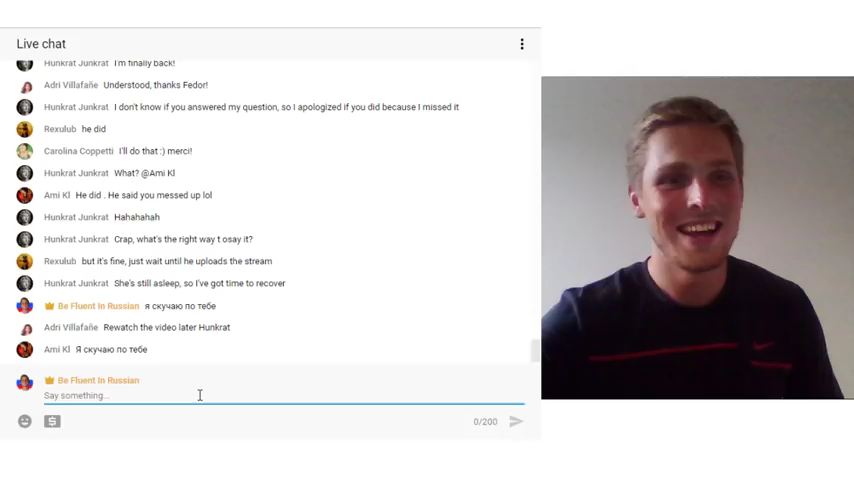 Live chat
Hunkrat Junkrat I'm finally back!
Adri Villafañe Understood, thanks Fedor!
Hunkrat Junkrat I don't know if you answered my question, so I apologized if you did because I missed it
Rexulub he did
Carolina Coppetti I'll do that :) merci!
Hunkrat Junkrat What? @Ami Kl
Ami Kl He did . He said you messed up lol
Hunkrat Junkrat Hahahahah
Hunkrat Junkrat Crap, what's the right way t osay it?
Rexulub but it's fine, just wait until he uploads the stream
Hunkrat Junkrat She's still asleep, so I've got time to recover
Be Fluent In Russian я скучаю по тебе
Adri Villafañe Rewatch the video later Hunkrat
Ami Kl Я скучаю по тебе
Be Fluent In Russian
Say something...
0/200